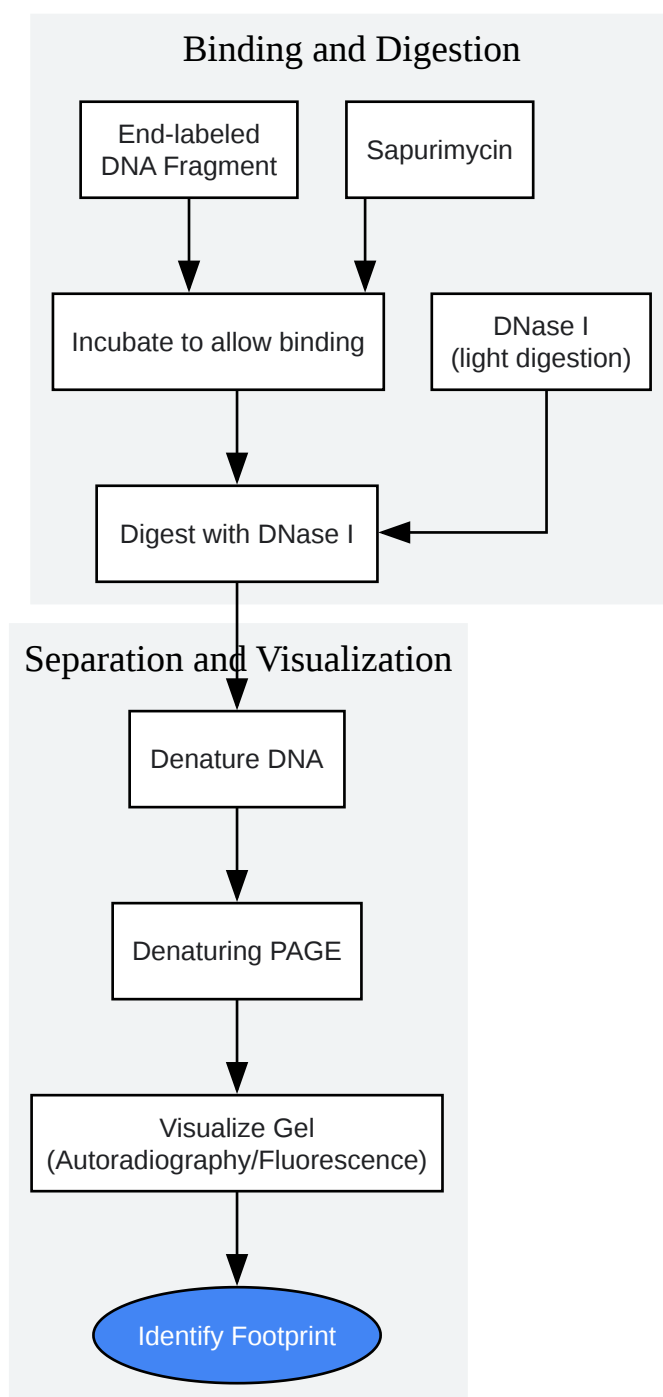 Binding and Digestion
End-labeled
DNA Fragment
Sapurimycin
Incubate to allow binding
DNase I
(light digestion)
Digest with DNase I
Separation and Visualization
Denature DNA
Denaturing PAGE
Visualize Gel
(Autoradiography/Fluorescence)
Identify Footprint